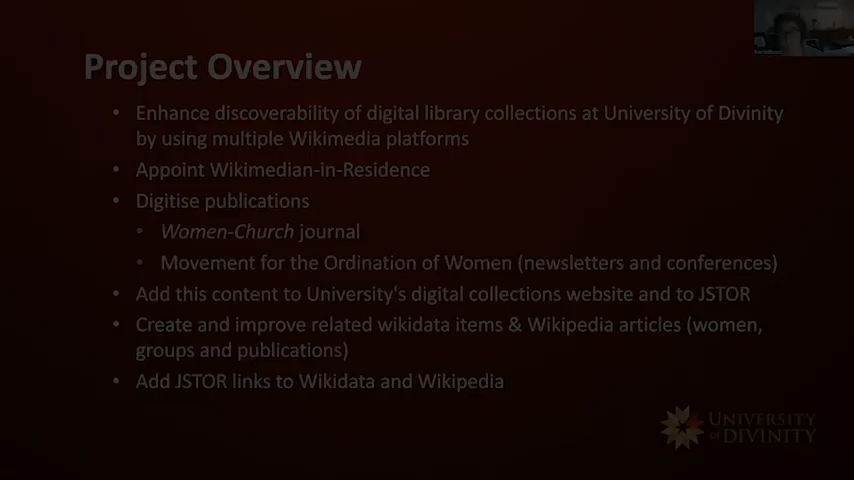 Project Overview
• Enhance discoverability of digital library collections at University of Divinity
by using multiple Wikimedia platforms
• Appoint Wikimedian-in-Residence
• Digitise publications
• Women-Church journal
• Movement for the Ordination of Women (newsletters and conferences)
• Add this content to University's digital collections website and to JSTOR
• Create and improve related wikidata items & Wikipedia articles (women,
groups and publications)
• Add JSTOR links to Wikidata and Wikipedia
UNIVERSITY
OF DIVINITY